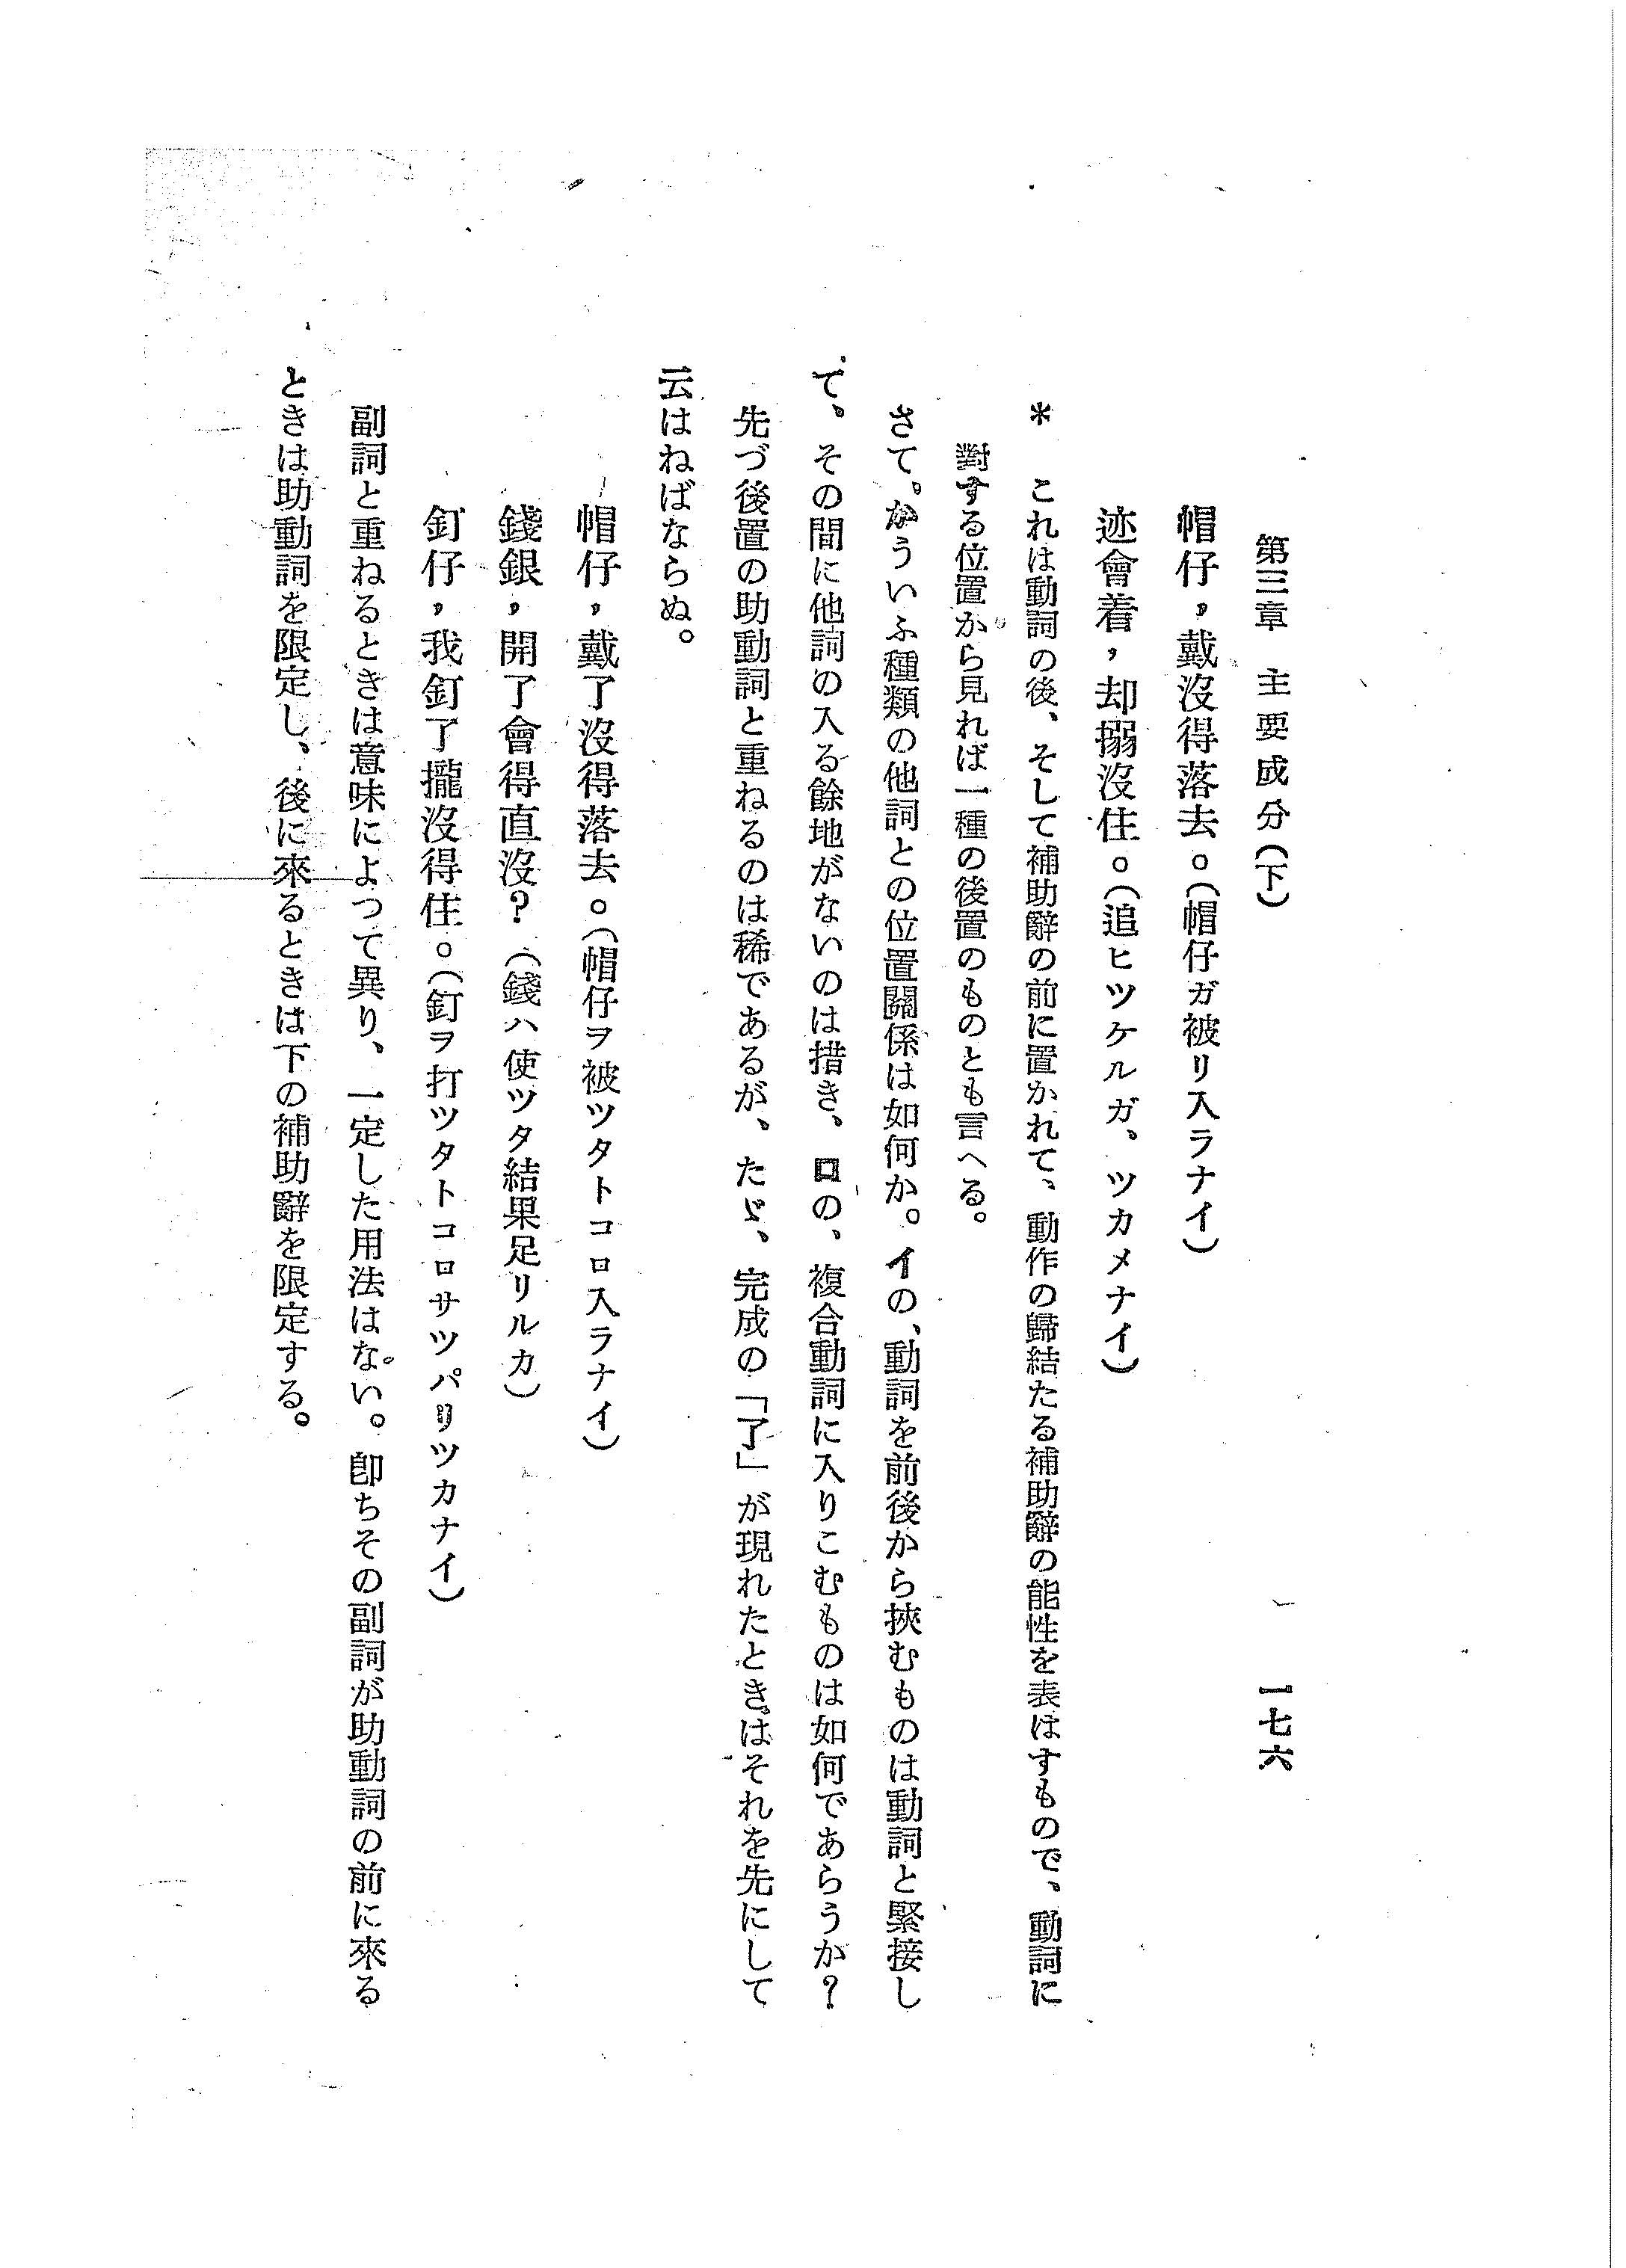 第三章　主要成分（下）　一七六
帽仔，戴沒得落去。（帽仔ガ被リ入ラナイ）
迹會着，却搦沒住。（追ヒツケルガ、ツカメナイ）
＊　これは動詞の後、そして補助辭の前に置かれて、動作の歸結たる補助辭の能性を表はすもので、動詞に
對する位置から見れば一種の後置のものとも言へる。
さて。かういふ種類の他詞との位置關係は如何か。イの、動詞を前後から挾むものは動詞と緊接し
て、その間に他詞の入る餘地がないのは措き、ロの、複合動詞に入りこむものは如何であらうか？
先づ後置の助動詞と重ねるのは稀であるが、たゞ、完成の「了」が現れたときはそれを先にして
云はねばならぬ。
帽仔，戴了沒得落去。（帽仔ヲ被ツタトコロ入ラナイ）
錢銀，開了會得直沒？（錢ハ使ツタ結果足リルカ）
釘仔，我釘了攏沒得住。（釘ヲ打ツタトコロサツパリツカナイ）
副詞と重ねるときは意味によつて異り、一定した用法はない。卽ちその副詞が助動詞の前に來る
ときは助動詞を限定し、後に來るときは下の補助辭を限定する。